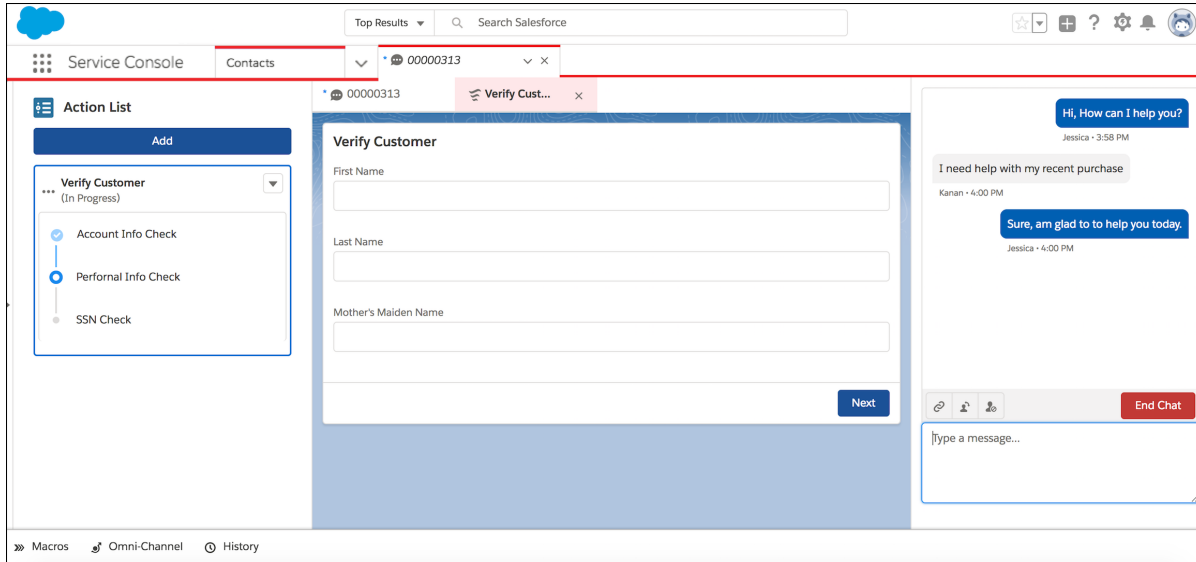 Top Results
Search Salesforce
Service Console
Contacts
00000313
Action List
Add
Verify Customer
(In Progress)
Account Info Check
Perfornal Info Check
SSN Check
00000313
Verify Cust...
Verify Customer
First Name
Last Name
Mother's Maiden Name
Next
Hi, How can I help you?
Jessica • 3:58 PM
I need help with my recent purchase
Kanan • 4:00 PM
Sure, am glad to to help you today.
Jessica • 4:00 PM
End Chat
Type a message...
Macros
Omni-Channel
History